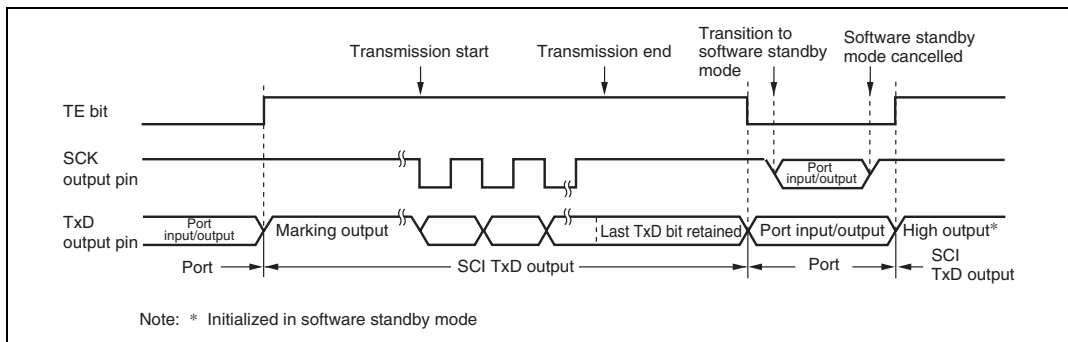 Transmission start
Transmission end
Transition to
software standby
mode
Software standby
mode cancelled
TE bit
SCK
output pin
Port
input/output
TxD
output pin
Port
input/output
Marking output
Last TxD bit retained
Port input/output
High output*
Port
SCI TxD output
Port
SCI
TxD output
Note: * Initialized in software standby mode